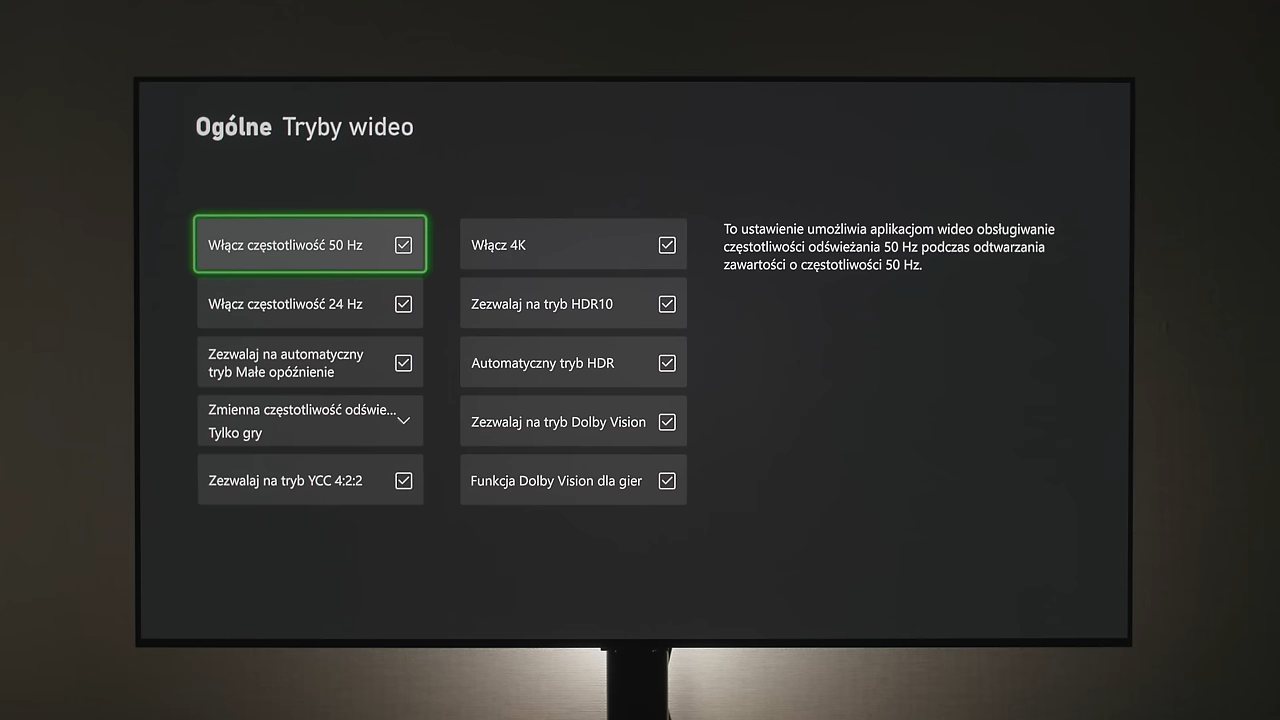 Ogólne Tryby wideo
Włącz częstotliwość 50 Hz
Włącz częstotliwość 24 Hz
Zezwalaj na automatyczny
tryb Małe opóźnienie
Zmienna częstotliwość odświe...
Tylko gry
Zezwalaj na tryb YCC 4:2:2
Włącz 4K
Zezwalaj na tryb HDR10
Automatyczny tryb HDR
Zezwalaj na tryb Dolby Vision
Funkcja Dolby Vision dla gier
To ustawienie umożliwia aplikacjom wideo obsługiwanie
częstotliwości odświeżania 50 Hz podczas odtwarzania
zawartości o częstotliwości 50 Hz.